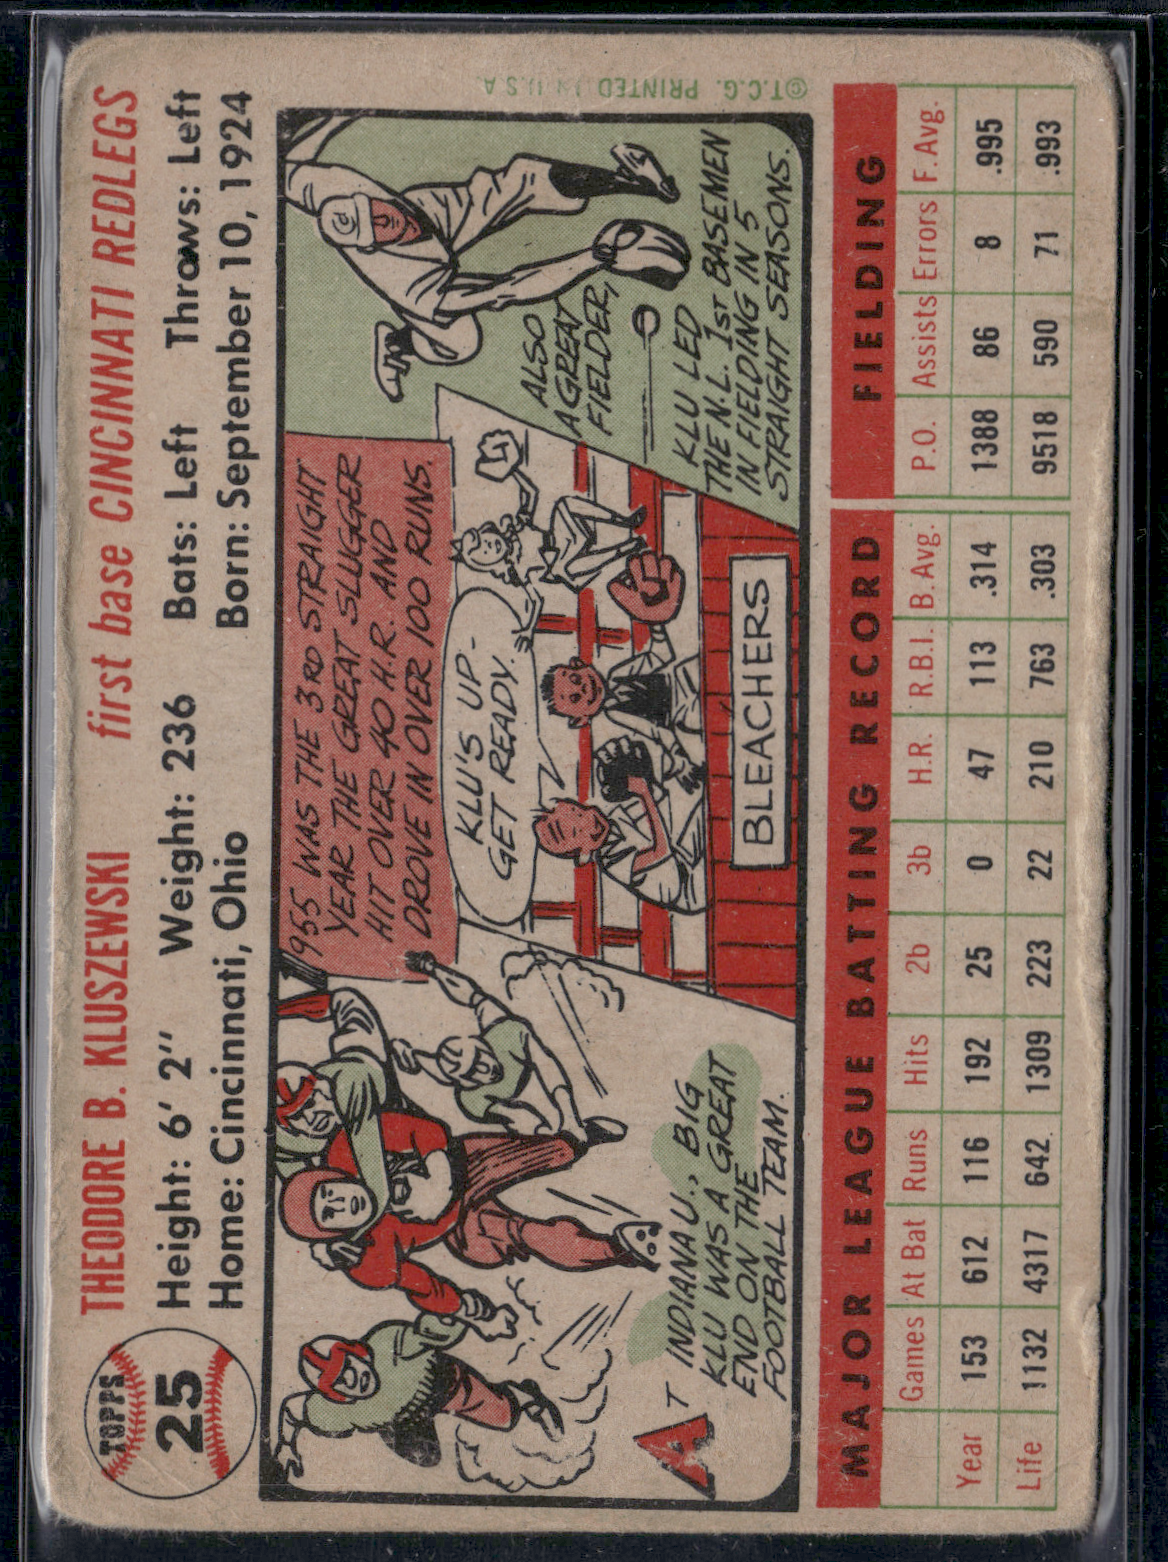 TOPPS
25
THEODORE B. KLUSZEWSKI first base CINCINNATI REDLEGS
Height: 6' 2" Weight: 236 Bats: Left Throws: Left
Home: Cincinnati, Ohio Born: September 10, 1924
AT INDIANA U., BIG
KLU WAS A GREAT
END ON THE
FOOTBALL TEAM.
1955 WAS THE 3RD STRAIGHT
YEAR THE GREAT SLUGGER
HIT OVER 40 H.R. AND
DROVE IN OVER 100 RUNS.
KLU'S UP-
GET READY.
BLEACHERS
ALSO
A GREAT
FIELDER,
KLU LED
THE N.L. 1ST BASEMEN
IN FIELDING IN 5
STRAIGHT SEASONS.
©T.C.G. PRINTED IN U.S.A.
MAJOR LEAGUE BATTING RECORD FIELDING
Games At Bat Runs Hits 2b 3b H.R. R.B.I. B. Avg. P.O. Assists Errors F. Avg.
Year 153 612 116 192 25 0 47 113 .314 1388 86 8 .995
Life 1132 4317 642 1309 223 22 210 763 .303 9518 590 71 .993